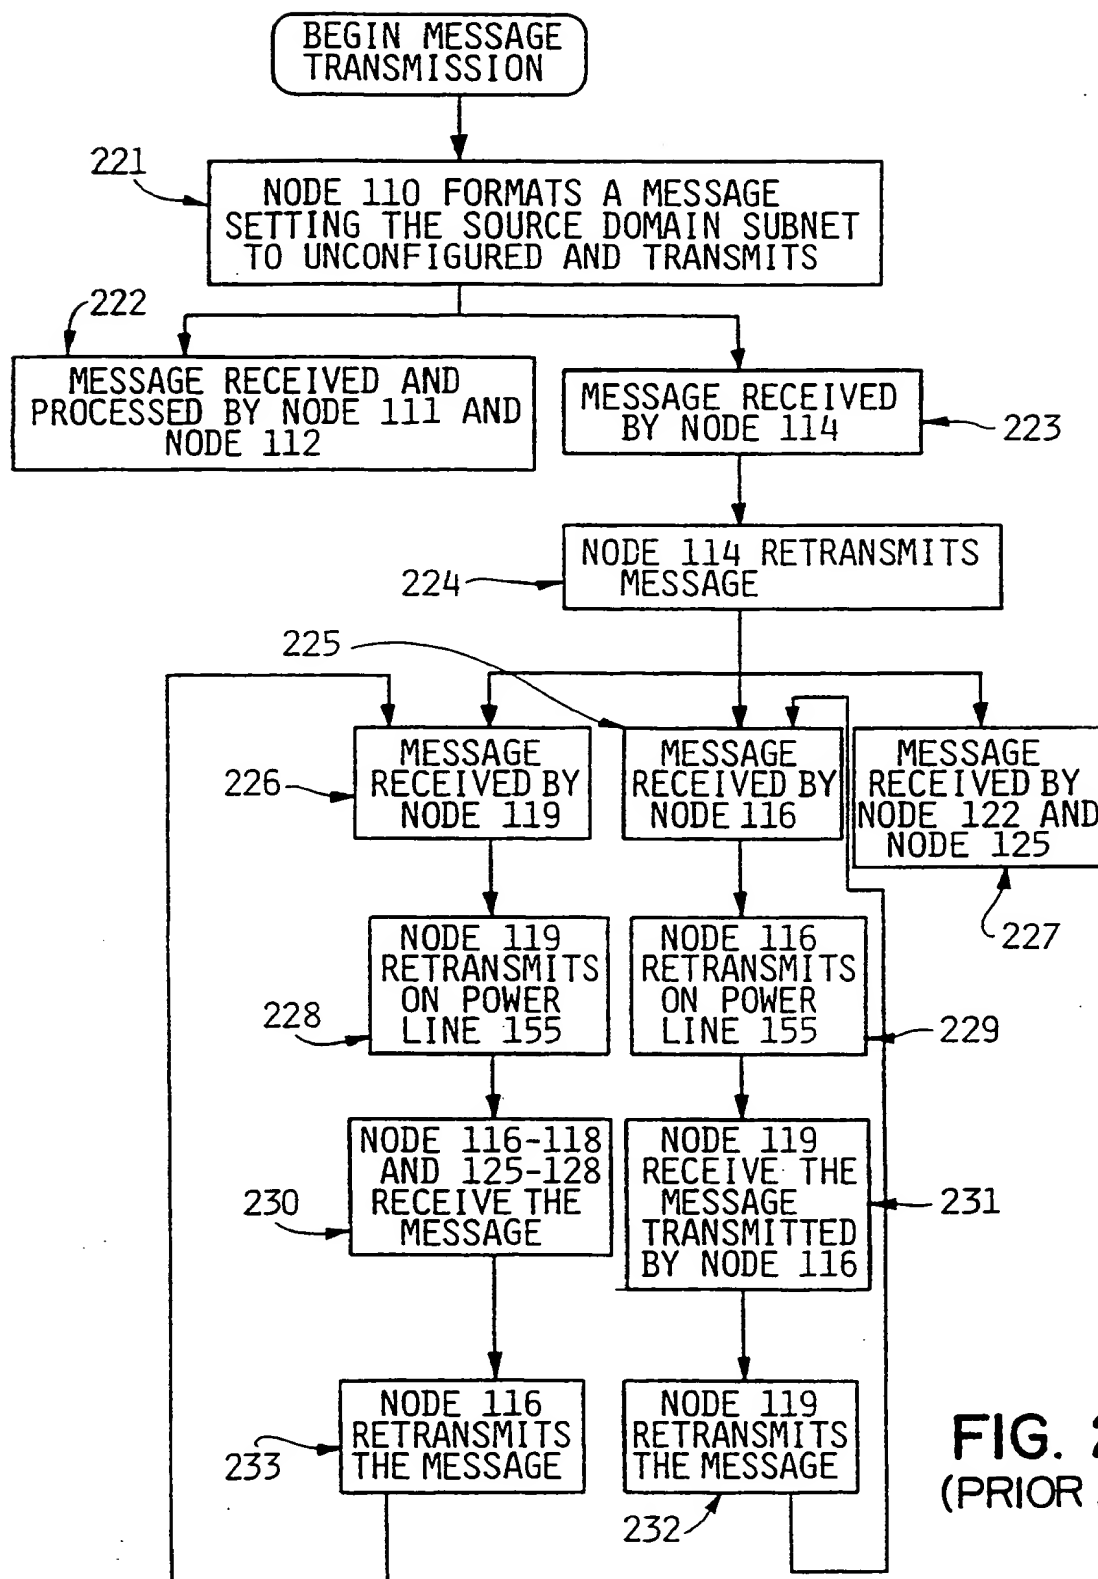 BEGIN MESSAGE
TRANSMISSION
221
NODE 110 FORMATS A MESSAGE
SETTING THE SOURCE DOMAIN SUBNET
TO UNCONFIGURED AND TRANSMITS
222
MESSAGE RECEIVED AND
PROCESSED BY NODE 111 AND
NODE 112
MESSAGE RECEIVED
BY NODE 114
223
NODE 114 RETRANSMITS
MESSAGE
224
225
MESSAGE
RECEIVED BY
NODE 119
226
MESSAGE
RECEIVED BY
NODE 116
MESSAGE
RECEIVED BY
NODE 122 AND
NODE 125
227
NODE 119
RETRANSMITS
ON POWER
LINE 155
228
NODE 116
RETRANSMITS
ON POWER
LINE 155
229
NODE 116-118
AND 125-128
RECEIVE THE
MESSAGE
230
NODE 119
RECEIVE THE
MESSAGE
TRANSMITTED
BY NODE 116
231
NODE 116
RETRANSMITS
THE MESSAGE
233
NODE 119
RETRANSMITS
THE MESSAGE
232
FIG. 2
(PRIOR